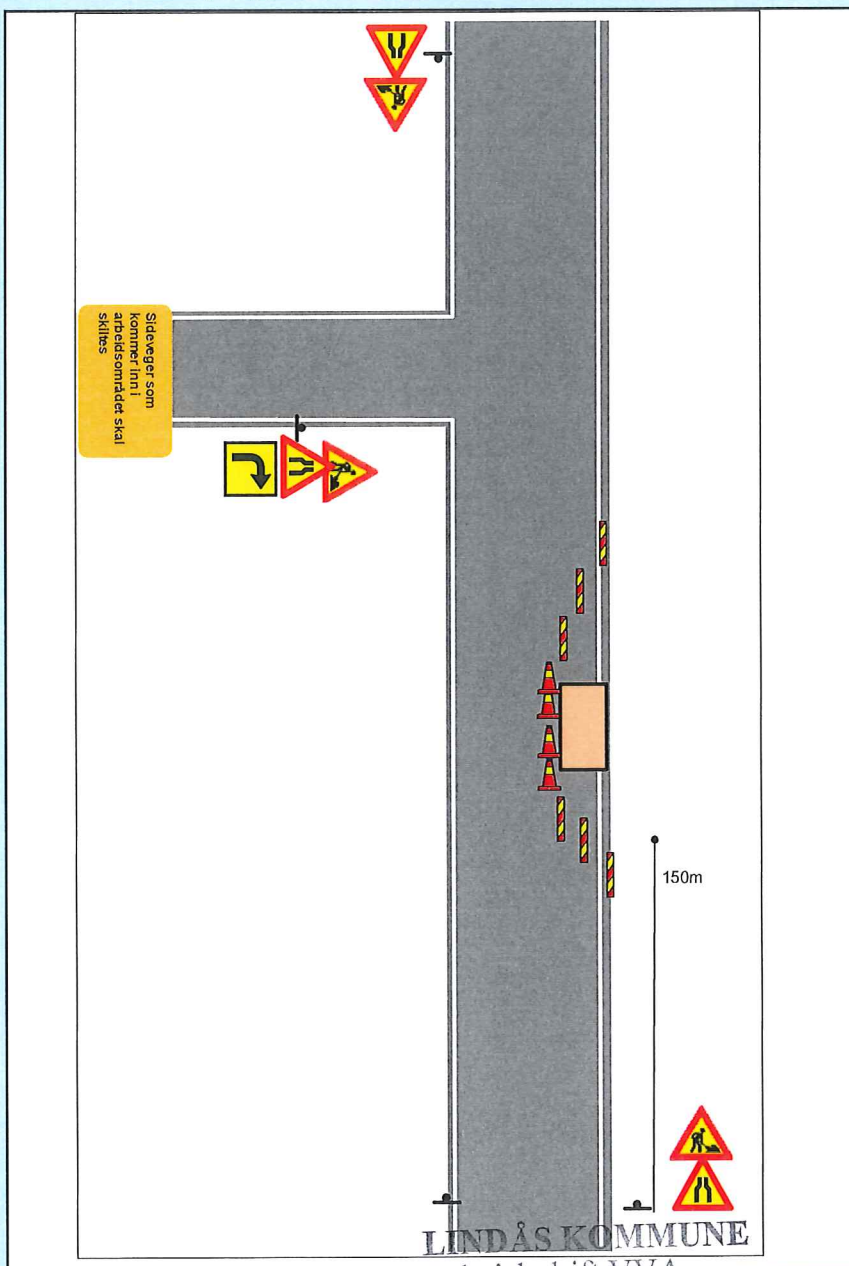 Sideveger som
kommer inn i
arbeidsområdet skal
skiltes
150m
LINDÅS KOMMUNE